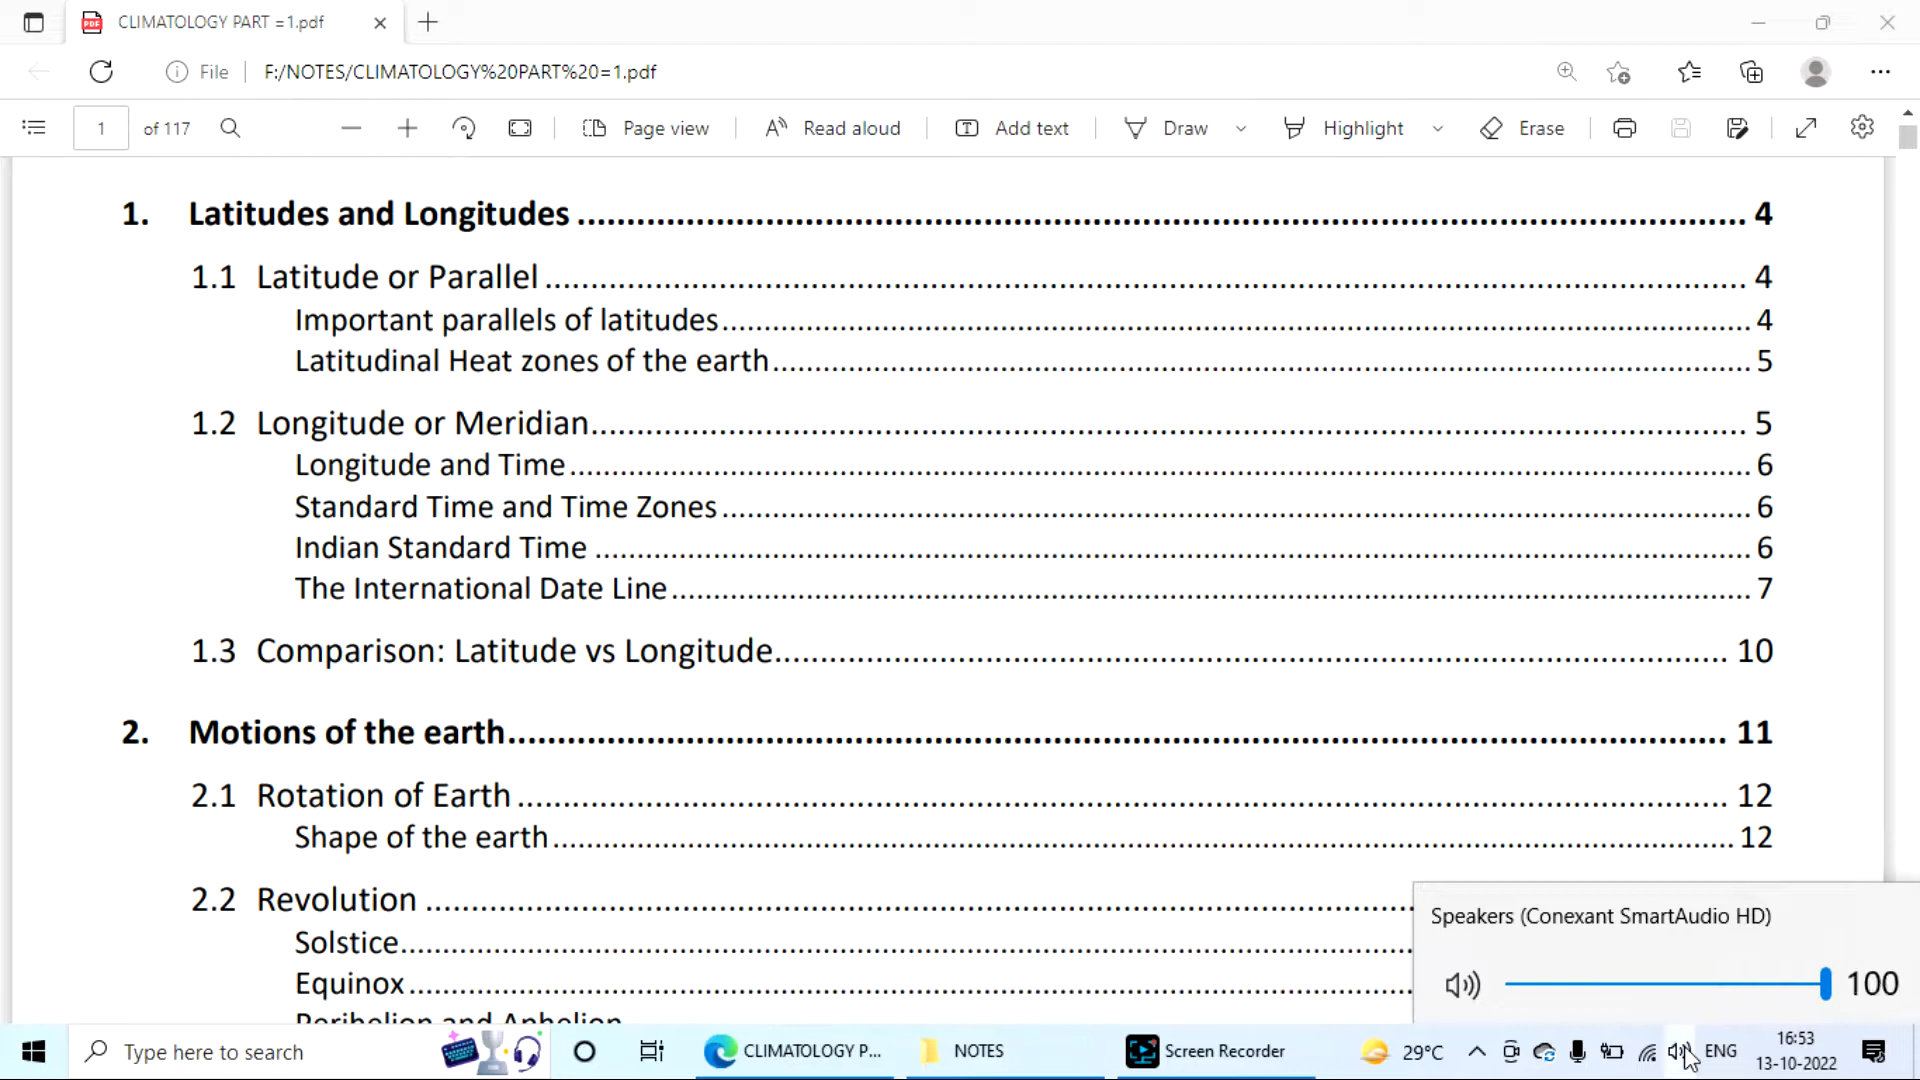 CLIMATOLOGY PART =1.pdf
File F:/NOTES/CLIMATOLOGY%20PART%20=1.pdf
1 of 117 Page view Read aloud Add text Draw Highlight Erase
1. Latitudes and Longitudes ........ 4
1.1 Latitude or Parallel ........ 4
Important parallels of latitudes ........ 4
Latitudinal Heat zones of the earth ........ 5
1.2 Longitude or Meridian ........ 5
Longitude and Time ........ 6
Standard Time and Time Zones ........ 6
Indian Standard Time ........ 6
The International Date Line ........ 7
1.3 Comparison: Latitude vs Longitude ........ 10
2. Motions of the earth ........ 11
2.1 Rotation of Earth ........ 12
Shape of the earth ........ 12
2.2 Revolution ........
Solstice ........
Equinox ........
Perihelion and Aphelion
Speakers (Conexant SmartAudio HD)
100
Type here to search CLIMATOLOGY P... NOTES Screen Recorder 29°C ENG 16:53
13-10-2022